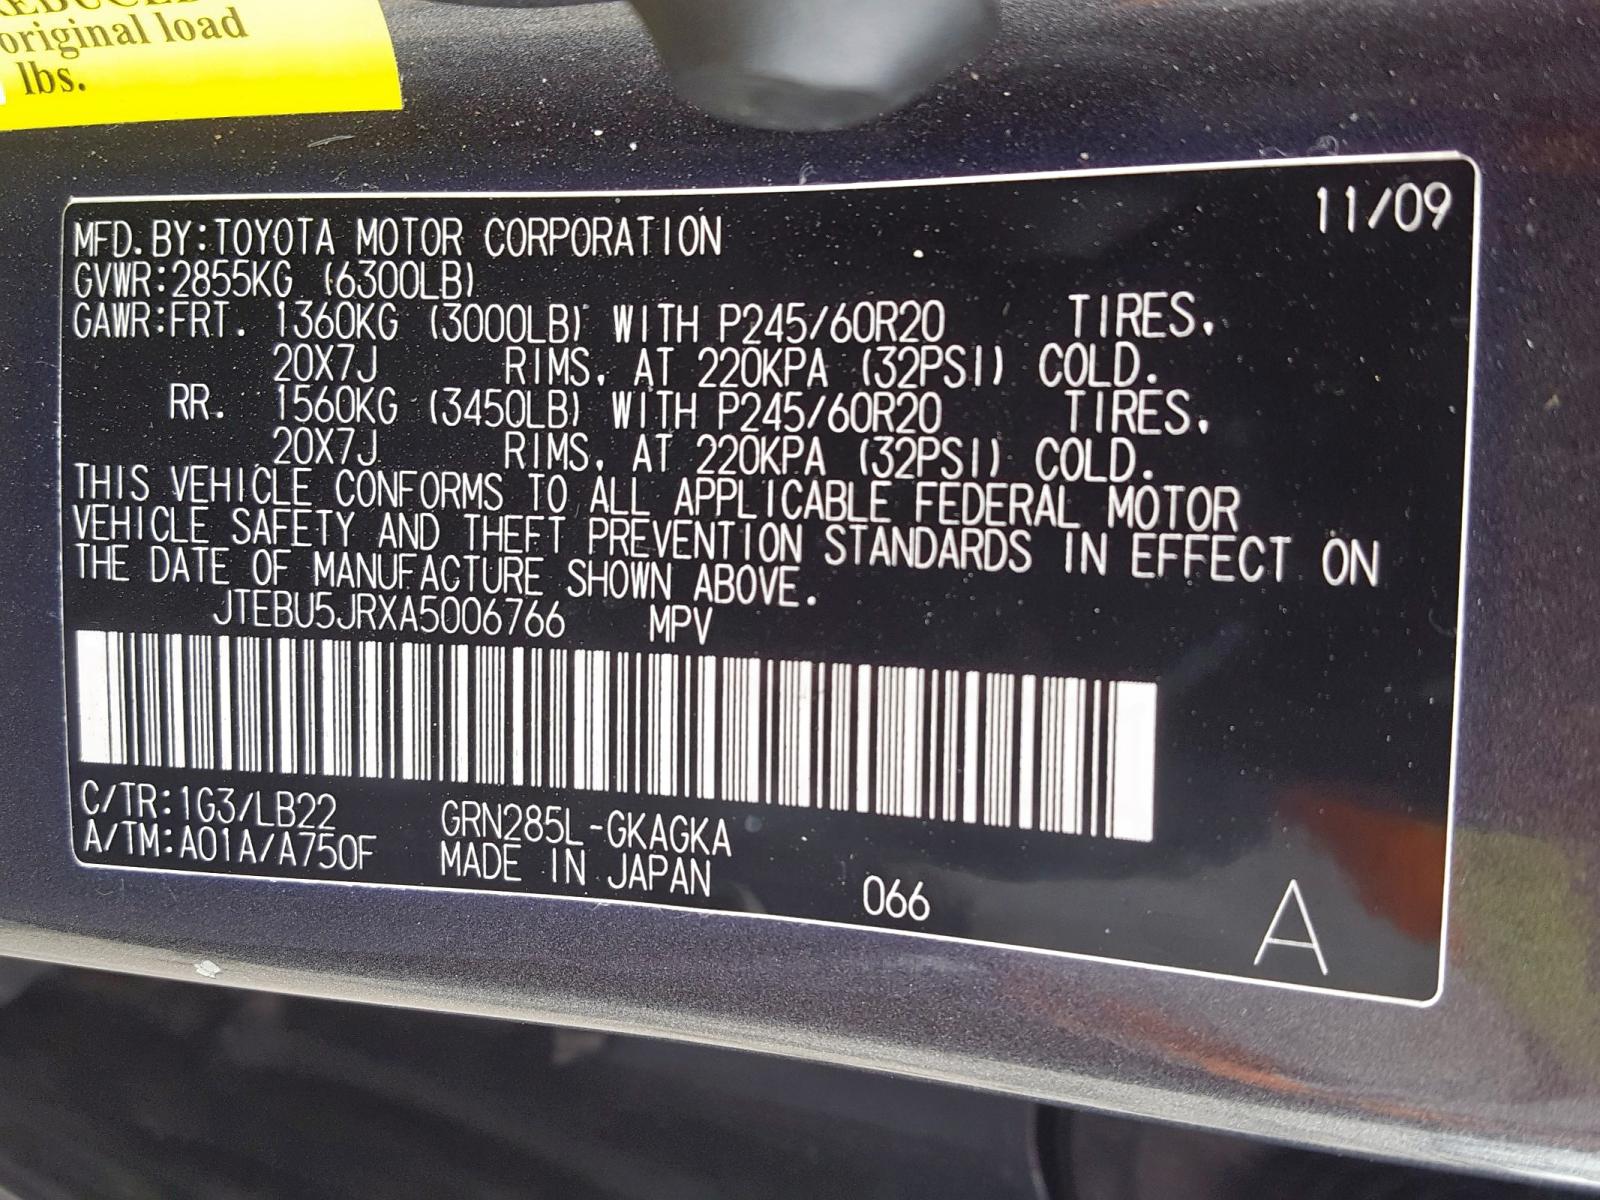 original load
lbs.
11/09
MFD.BY:TOYOTA MOTOR CORPORATION
GVWR:2855KG (6300LB)
GAWR:FRT. 1360KG (3000LB) WITH P245/60R20 TIRES,
20X7J RIMS, AT 220KPA (32PSI) COLD.
RR. 1560KG (3450LB) WITH P245/60R20 TIRES,
20X7J RIMS, AT 220KPA (32PSI) COLD.
THIS VEHICLE CONFORMS TO ALL APPLICABLE FEDERAL MOTOR
VEHICLE SAFETY AND THEFT PREVENTION STANDARDS IN EFFECT ON
THE DATE OF MANUFACTURE SHOWN ABOVE.
JTEBU5JRXA5006766 MPV
C/TR:1G3/LB22 GRN285L-GKAGKA
A/TM:A01A/A750F MADE IN JAPAN
066
A